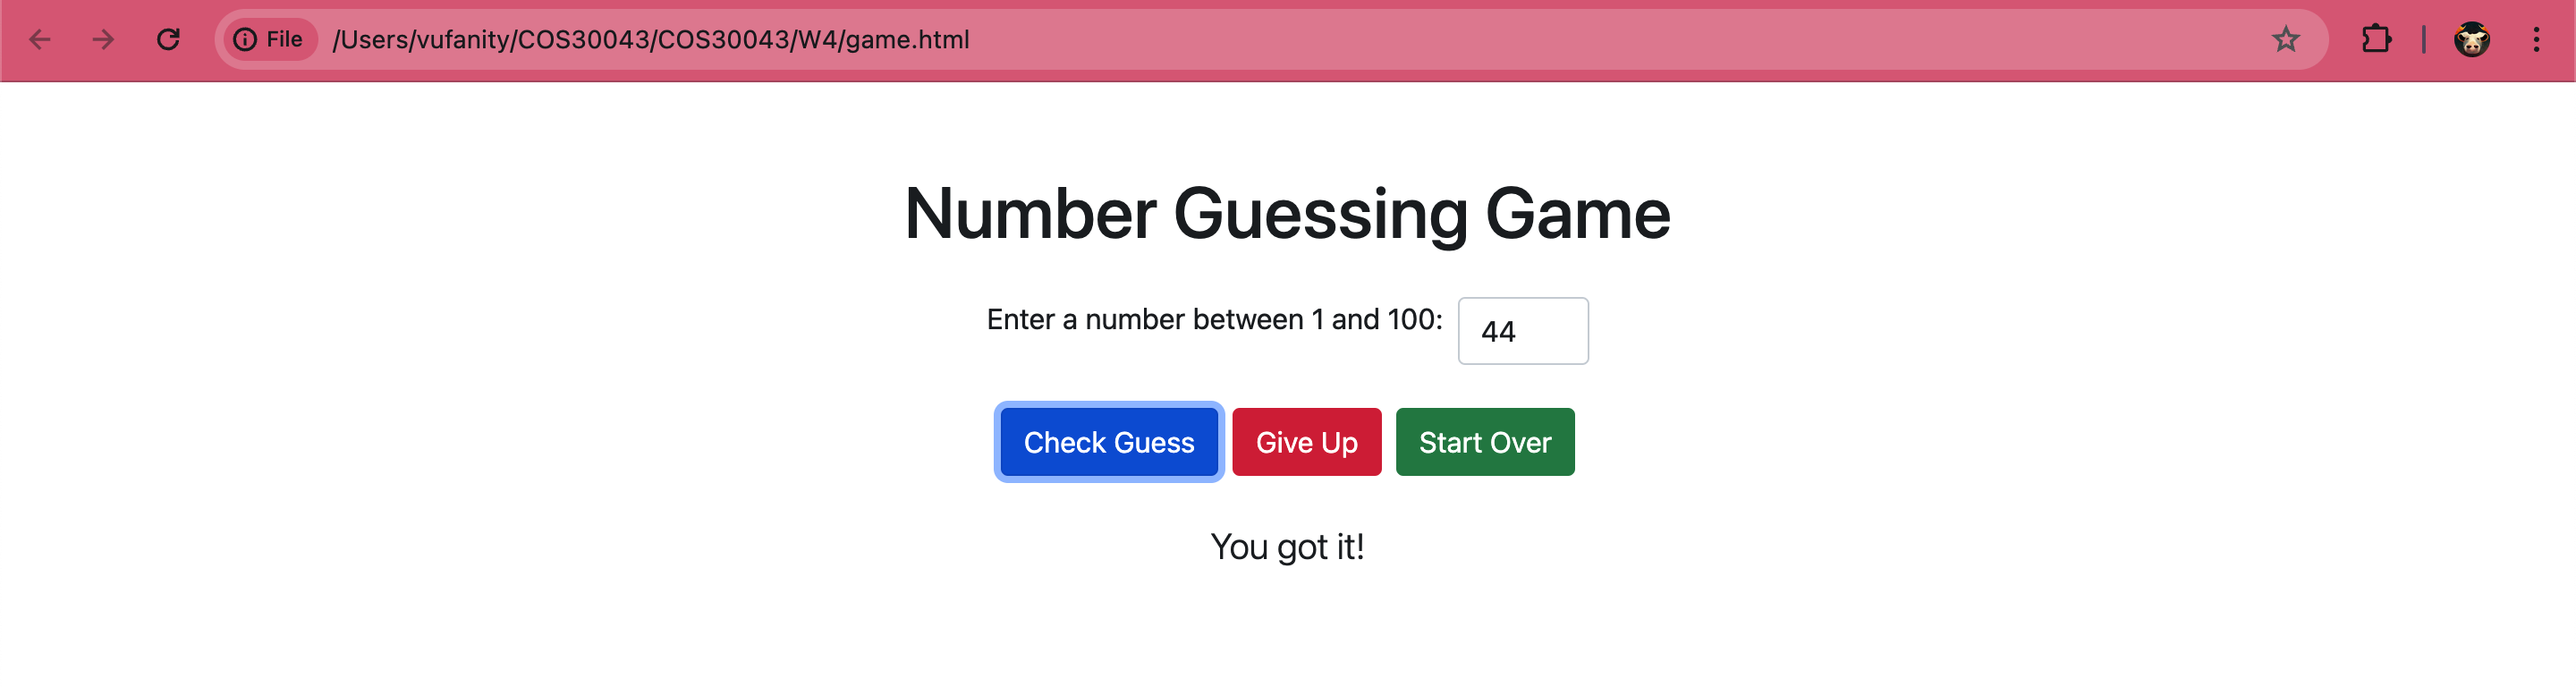 File /Users/vufanity/COS30043/COS30043/W4/game.html
Number Guessing Game
Enter a number between 1 and 100: 44
Check Guess Give Up Start Over
You got it!